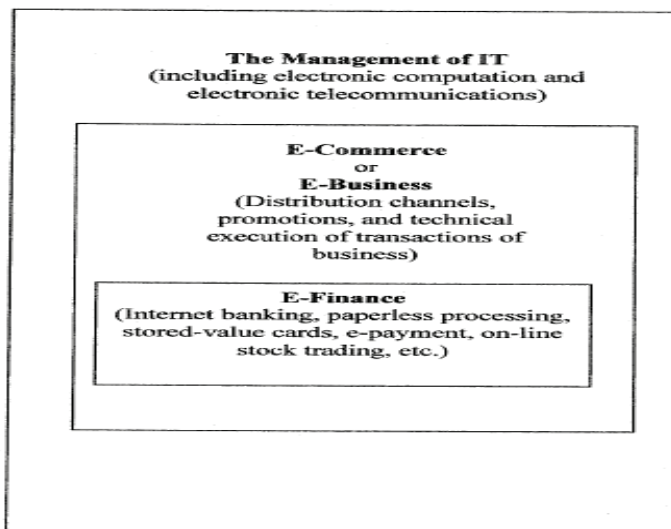 The Management of IT
(including electronic computation and
electronic telecommunications)
E-Commerce
or
E-Business
(Distribution channels,
promotions, and technical
execution of transactions of
business)
E-Finance
(Internet banking, paperless processing,
stored-value cards, e-payment, on-line
stock trading, etc.)